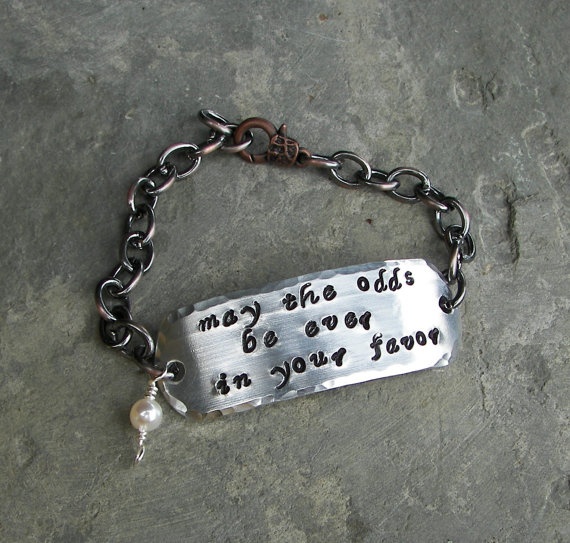 may the odds
be ever
in your favor